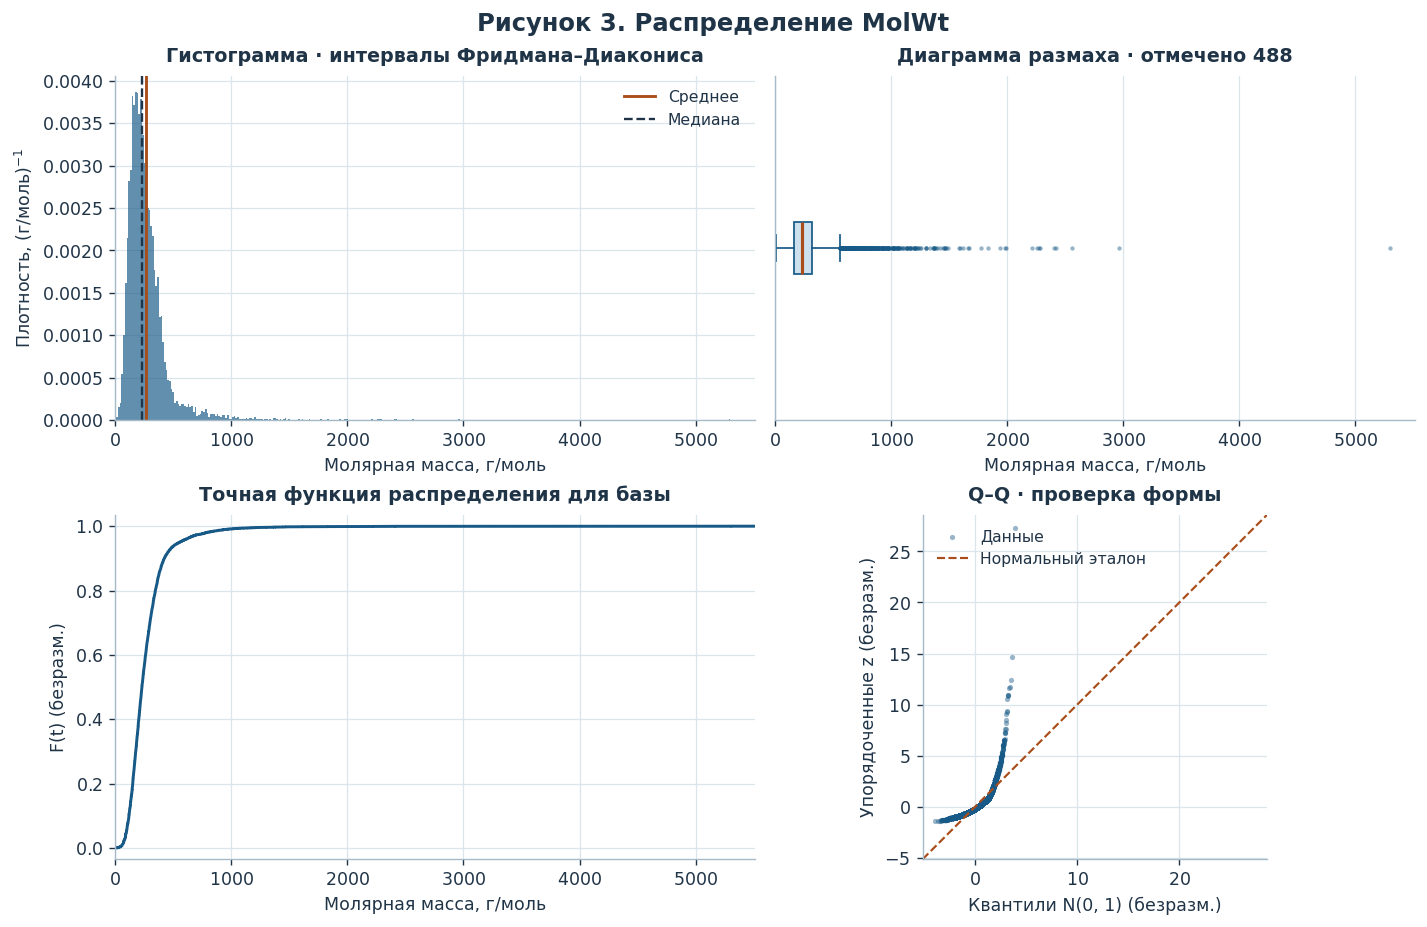 Рисунок 3. Распределение MolWt
Гистограмма · интервалы Фридмана–Диакониса
Плотность, (г/моль)⁻¹
0.0040
0.0035
0.0030
0.0025
0.0020
0.0015
0.0010
0.0005
0.0000
Среднее
Медиана
0 1000 2000 3000 4000 5000
Молярная масса, г/моль
Диаграмма размаха · отмечено 488
0 1000 2000 3000 4000 5000
Молярная масса, г/моль
Точная функция распределения для базы
F(t) (безразм.)
1.0
0.8
0.6
0.4
0.2
0.0
0 1000 2000 3000 4000 5000
Молярная масса, г/моль
Q–Q · проверка формы
Упорядоченные z (безразм.)
25
20
15
10
5
0
−5
Данные
Нормальный эталон
0 10 20
Квантили N(0, 1) (безразм.)